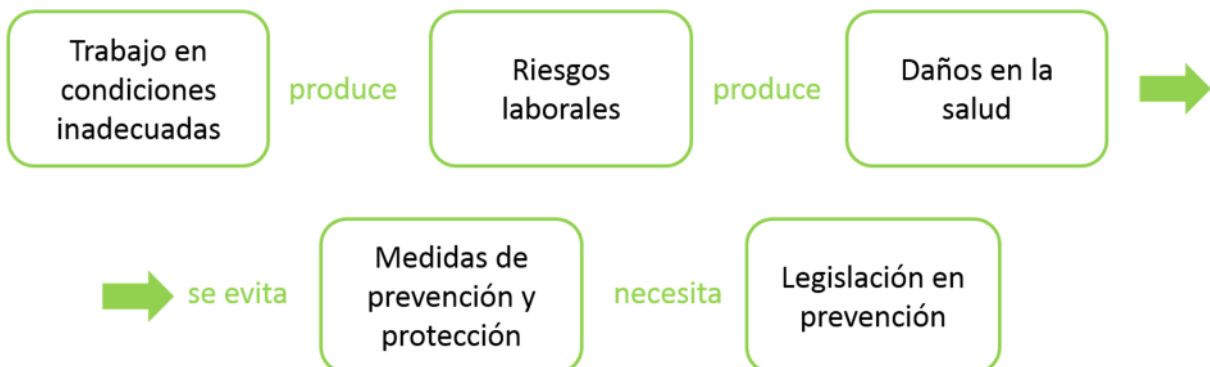 Trabajo en
condiciones
inadecuadas
produce
Riesgos
laborales
produce
Daños en la
salud
se evita
Medidas de
prevención y
protección
necesita
Legislación en
prevención